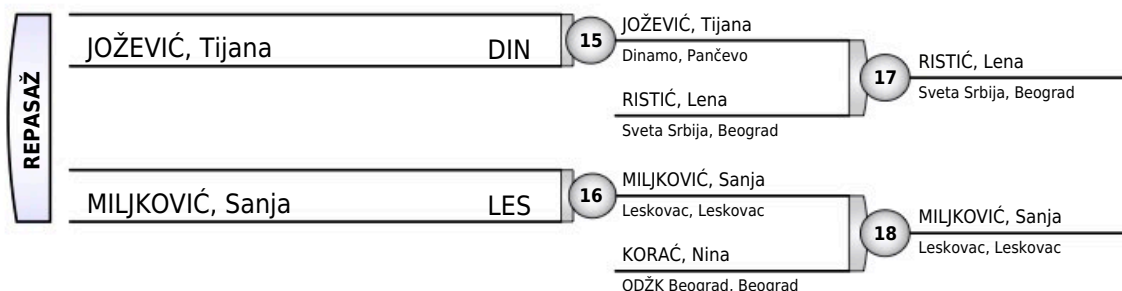 REPASAŽ
JOŽEVIĆ, Tijana DIN
15
JOŽEVIĆ, Tijana
Dinamo, Pančevo
RISTIĆ, Lena
Sveta Srbija, Beograd
17
RISTIĆ, Lena
Sveta Srbija, Beograd
MILJKOVIĆ, Sanja LES
16
MILJKOVIĆ, Sanja
Leskovac, Leskovac
KORAĆ, Nina
ODŽK Beograd, Beograd
18
MILJKOVIĆ, Sanja
Leskovac, Leskovac